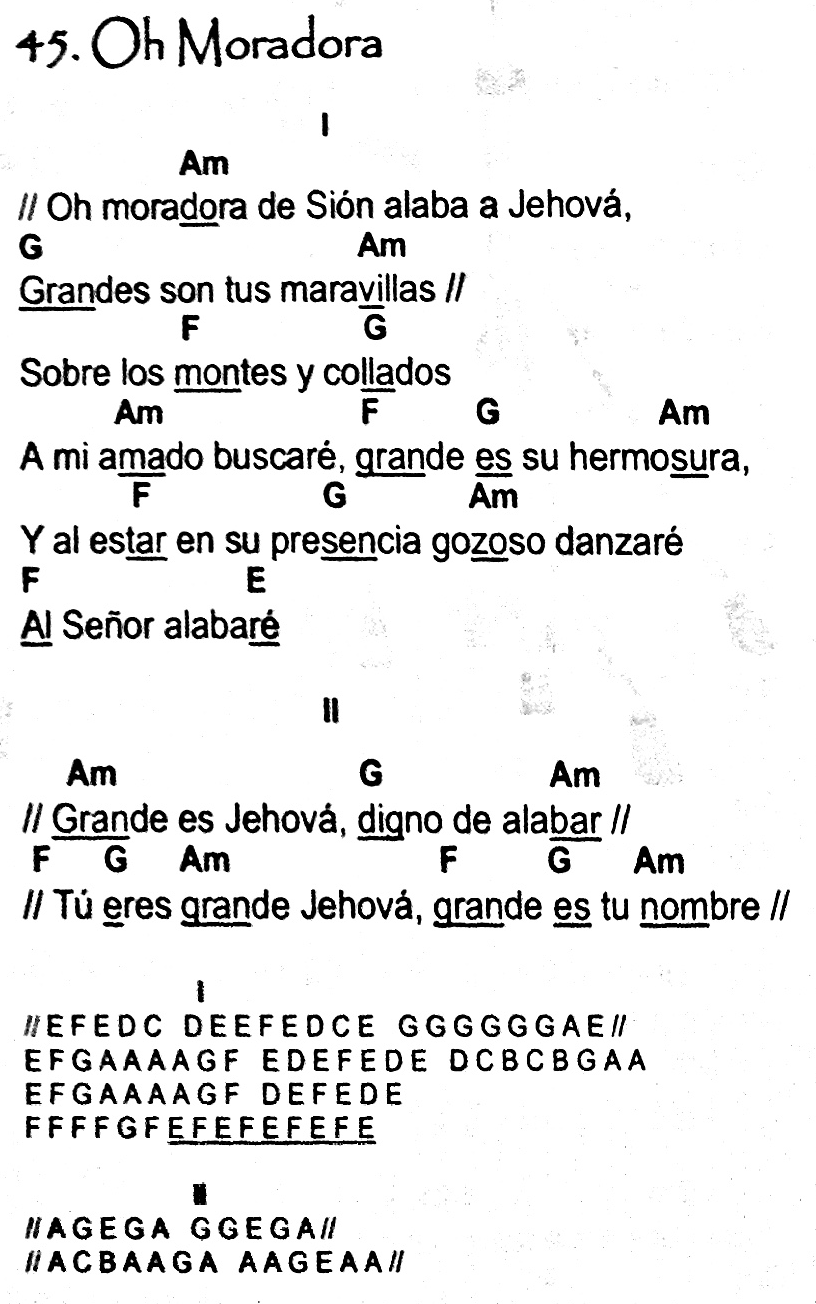 45. Oh Moradora
I
Am
// Oh moradora de Sión alaba a Jehová,
G Am
Grandes son tus maravillas //
F G
Sobre los montes y collados
Am F G Am
A mi amado buscaré, grande es su hermosura,
F G Am
Y al estar en su presencia gozoso danzaré
F E
Al Señor alabaré
II
Am G Am
// Grande es Jehová, digno de alabar //
F G Am F G Am
// Tú eres grande Jehová, grande es tu nombre //
I
//EFEDC DEEFEDCE GGGGGGAE//
EFGAAAAGF EDEFEDE DCBCBGAA
EFGAAAAGF DEFEDE
FFFFGFEFEFEFEFE
II
//AGEGA GGEGA//
//ACBAAGA AAGEAA//